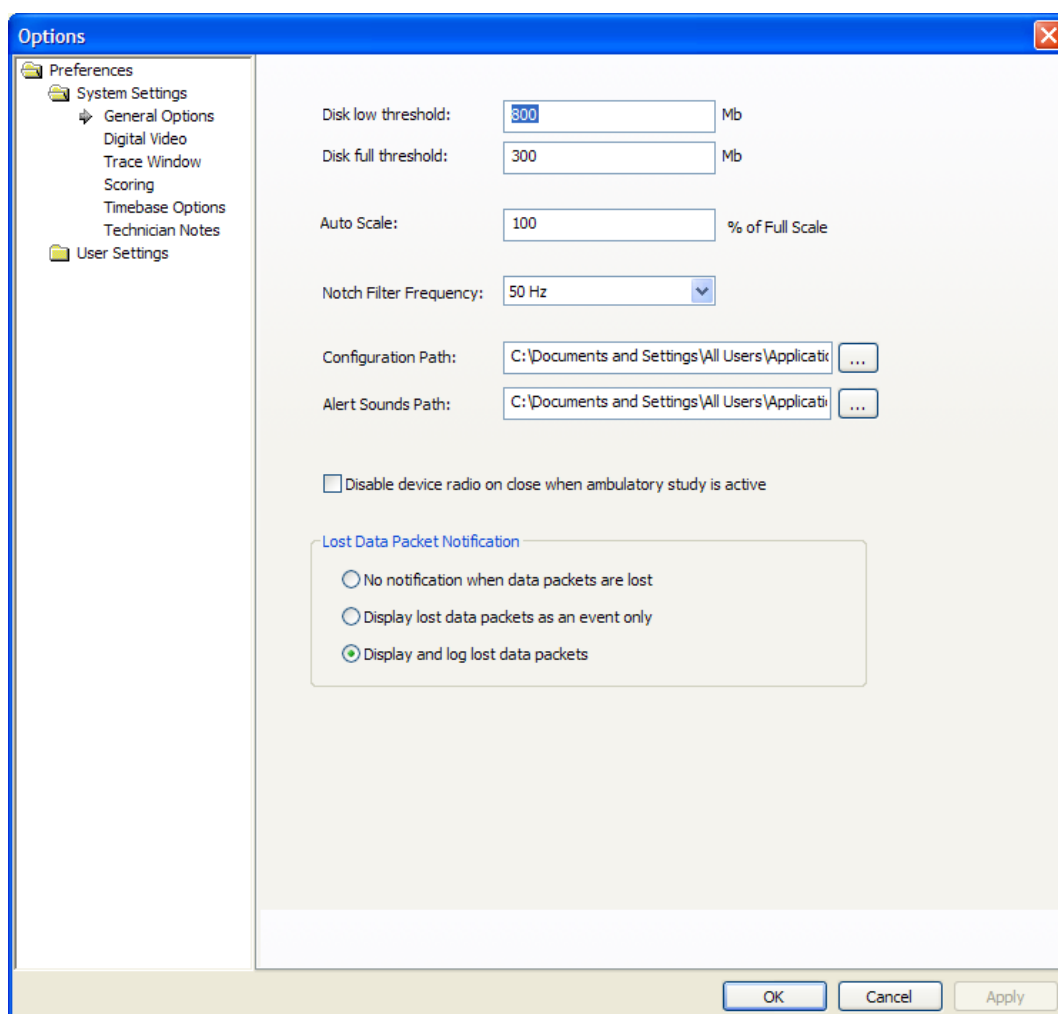 Options
Preferences
System Settings
General Options
Digital Video
Trace Window
Scoring
Timebase Options
Technician Notes
User Settings
Disk low threshold: 800 Mb
Disk full threshold: 300 Mb
Auto Scale: 100 % of Full Scale
Notch Filter Frequency: 50 Hz
Configuration Path: C:\Documents and Settings\All Users\Applicatic ...
Alert Sounds Path: C:\Documents and Settings\All Users\Applicati ...
Disable device radio on close when ambulatory study is active
Lost Data Packet Notification
No notification when data packets are lost
Display lost data packets as an event only
Display and log lost data packets
OK Cancel Apply